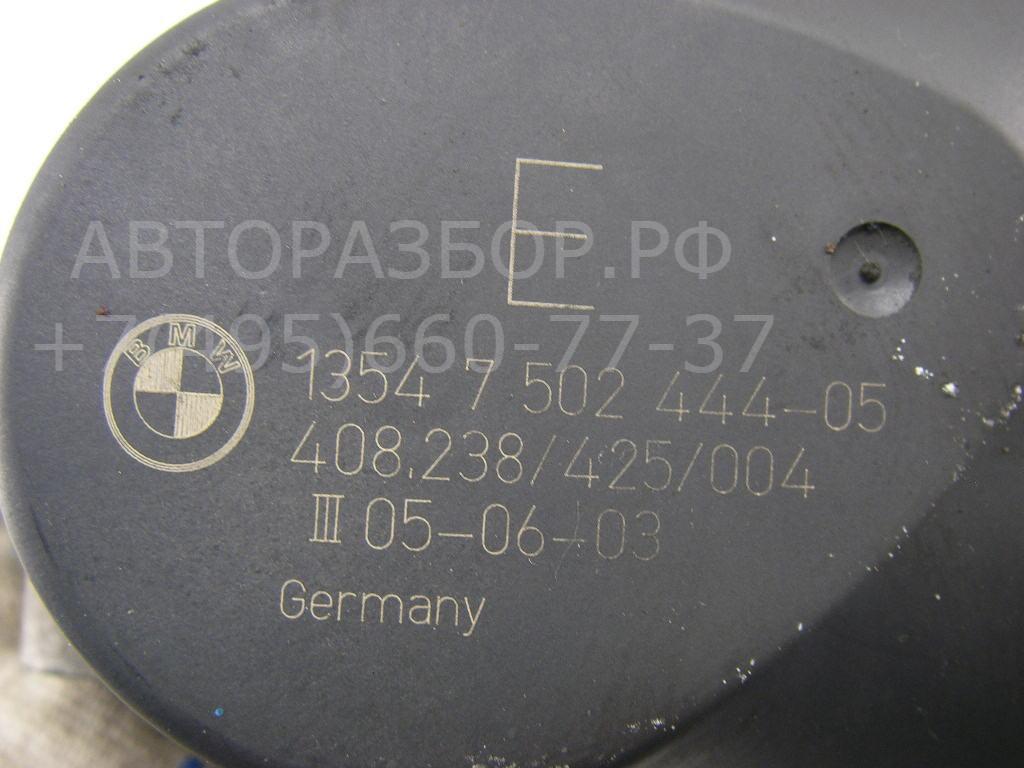 E
АВТОРАЗБОР.РФ
+7(495)660-77-37
BMW
1354 7 502 444-05
408.238/425/004
III 05-06-03
Germany